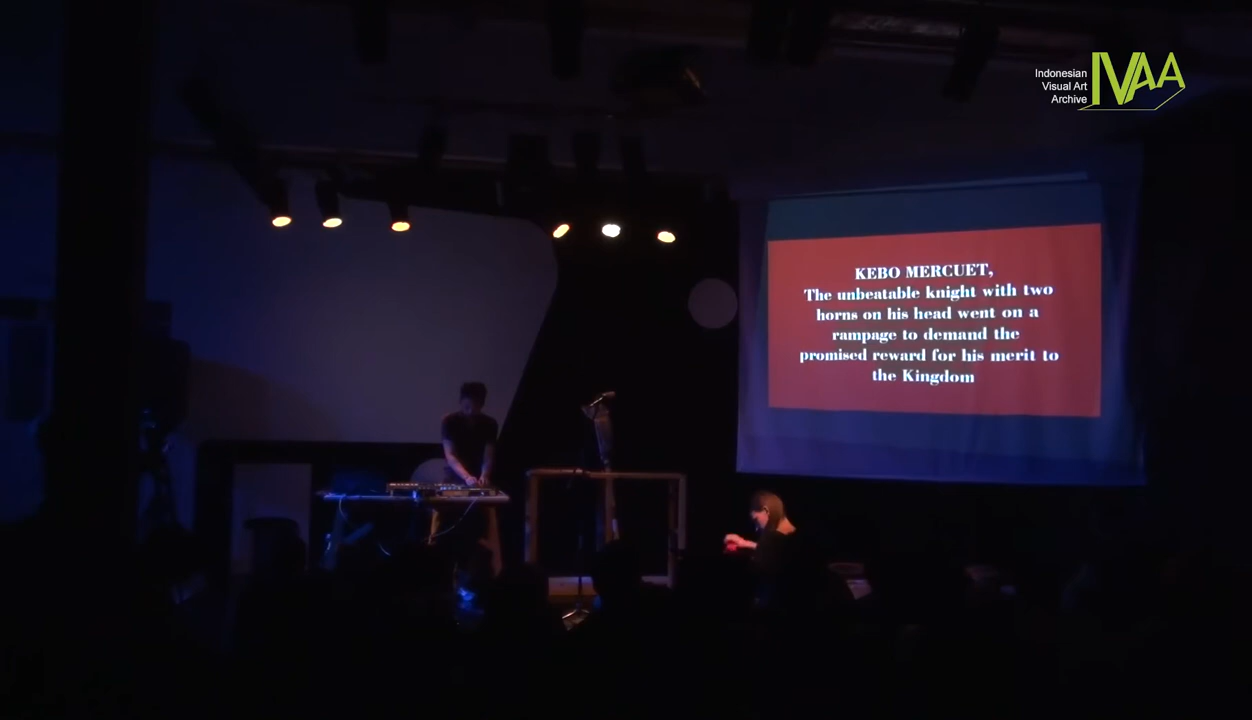 Indonesian
Visual Art
Archive
IVAA
KEBO MERCUET,
The unbeatable knight with two
horns on his head went on a
rampage to demand the
promised reward for his merit to
the Kingdom